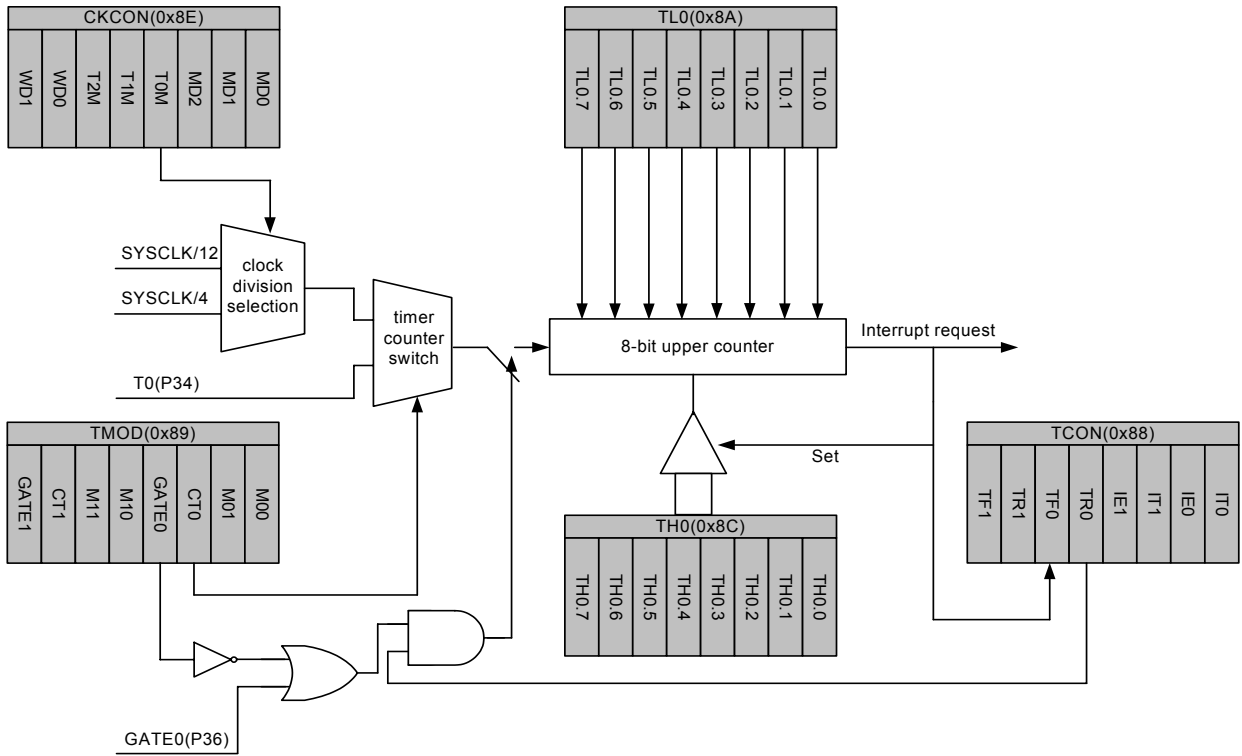 CKCON(0x8E)
WD1
WD0
T2M
T1M
T0M
MD2
MD1
MD0
TL0(0x8A)
TL0.7
TL0.6
TL0.5
TL0.4
TL0.3
TL0.2
TL0.1
TL0.0
SYSCLK/12
SYSCLK/4
clock
division
selection
T0(P34)
timer
counter
switch
8-bit upper counter
Interrupt request
Set
TMOD(0x89)
GATE1
CT1
M11
M10
GATE0
CT0
M01
M00
TCON(0x88)
TF1
TR1
TF0
TR0
IE1
IT1
IE0
IT0
TH0(0x8C)
TH0.7
TH0.6
TH0.5
TH0.4
TH0.3
TH0.2
TH0.1
TH0.0
GATE0(P36)